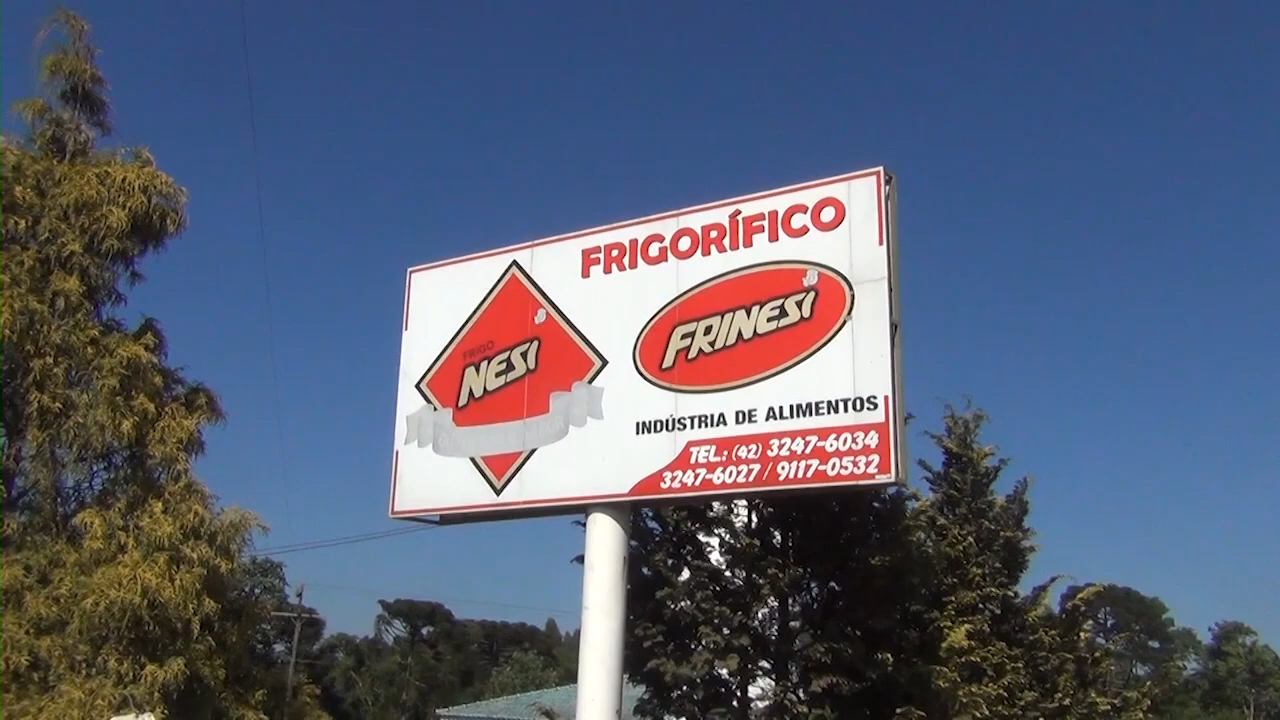 FRIGORÍFICO
FRIGO
NESI
FRINESI
INDÚSTRIA DE ALIMENTOS
TEL.: (42) 3247-6034
3247-6027 / 9117-0532